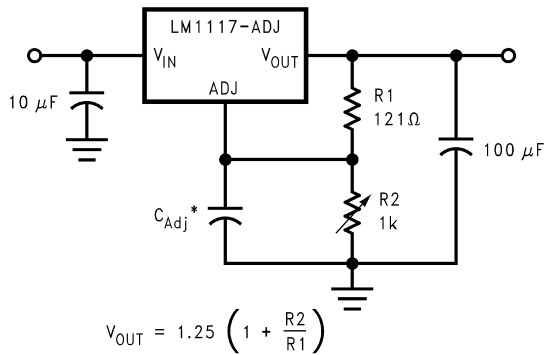 LM1117-ADJ
VIN
VOUT
ADJ
10 µF
R1
121Ω
100 µF
CAdj*
R2
1k
VOUT = 1.25 (1 + R2/R1)